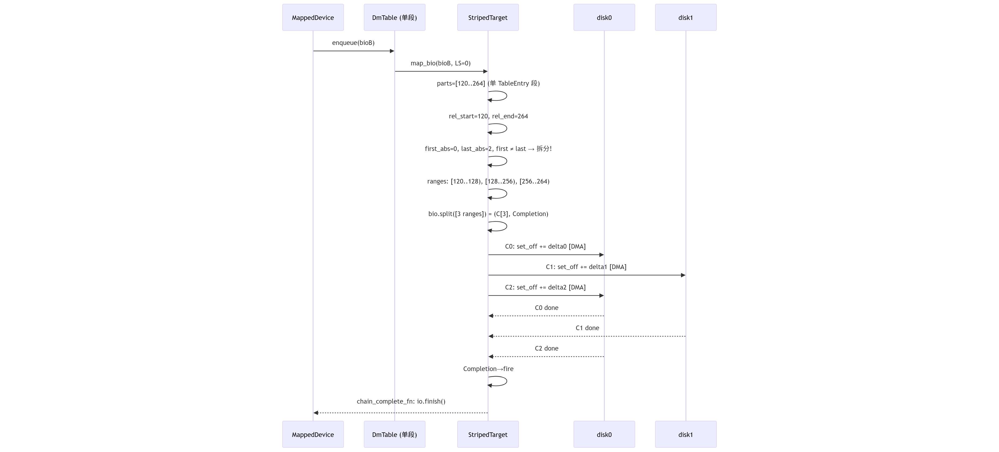 MappedDevice
DmTable (单段)
StripedTarget
disk0
disk1
enqueue(bioB)
map_bio(bioB, LS=0)
parts=[120..264] (单 TableEntry 段)
rel_start=120, rel_end=264
first_abs=0, last_abs=2, first ≠ last → 拆分!
ranges: [120..128), [128..256), [256..264)
bio.split([3 ranges]) = (C[3], Completion)
C0: set_off += delta0 [DMA]
C1: set_off += delta1 [DMA]
C2: set_off += delta2 [DMA]
C0 done
C1 done
C2 done
Completion→fire
chain_complete_fn: io.finish()
MappedDevice
DmTable (单段)
StripedTarget
disk0
disk1